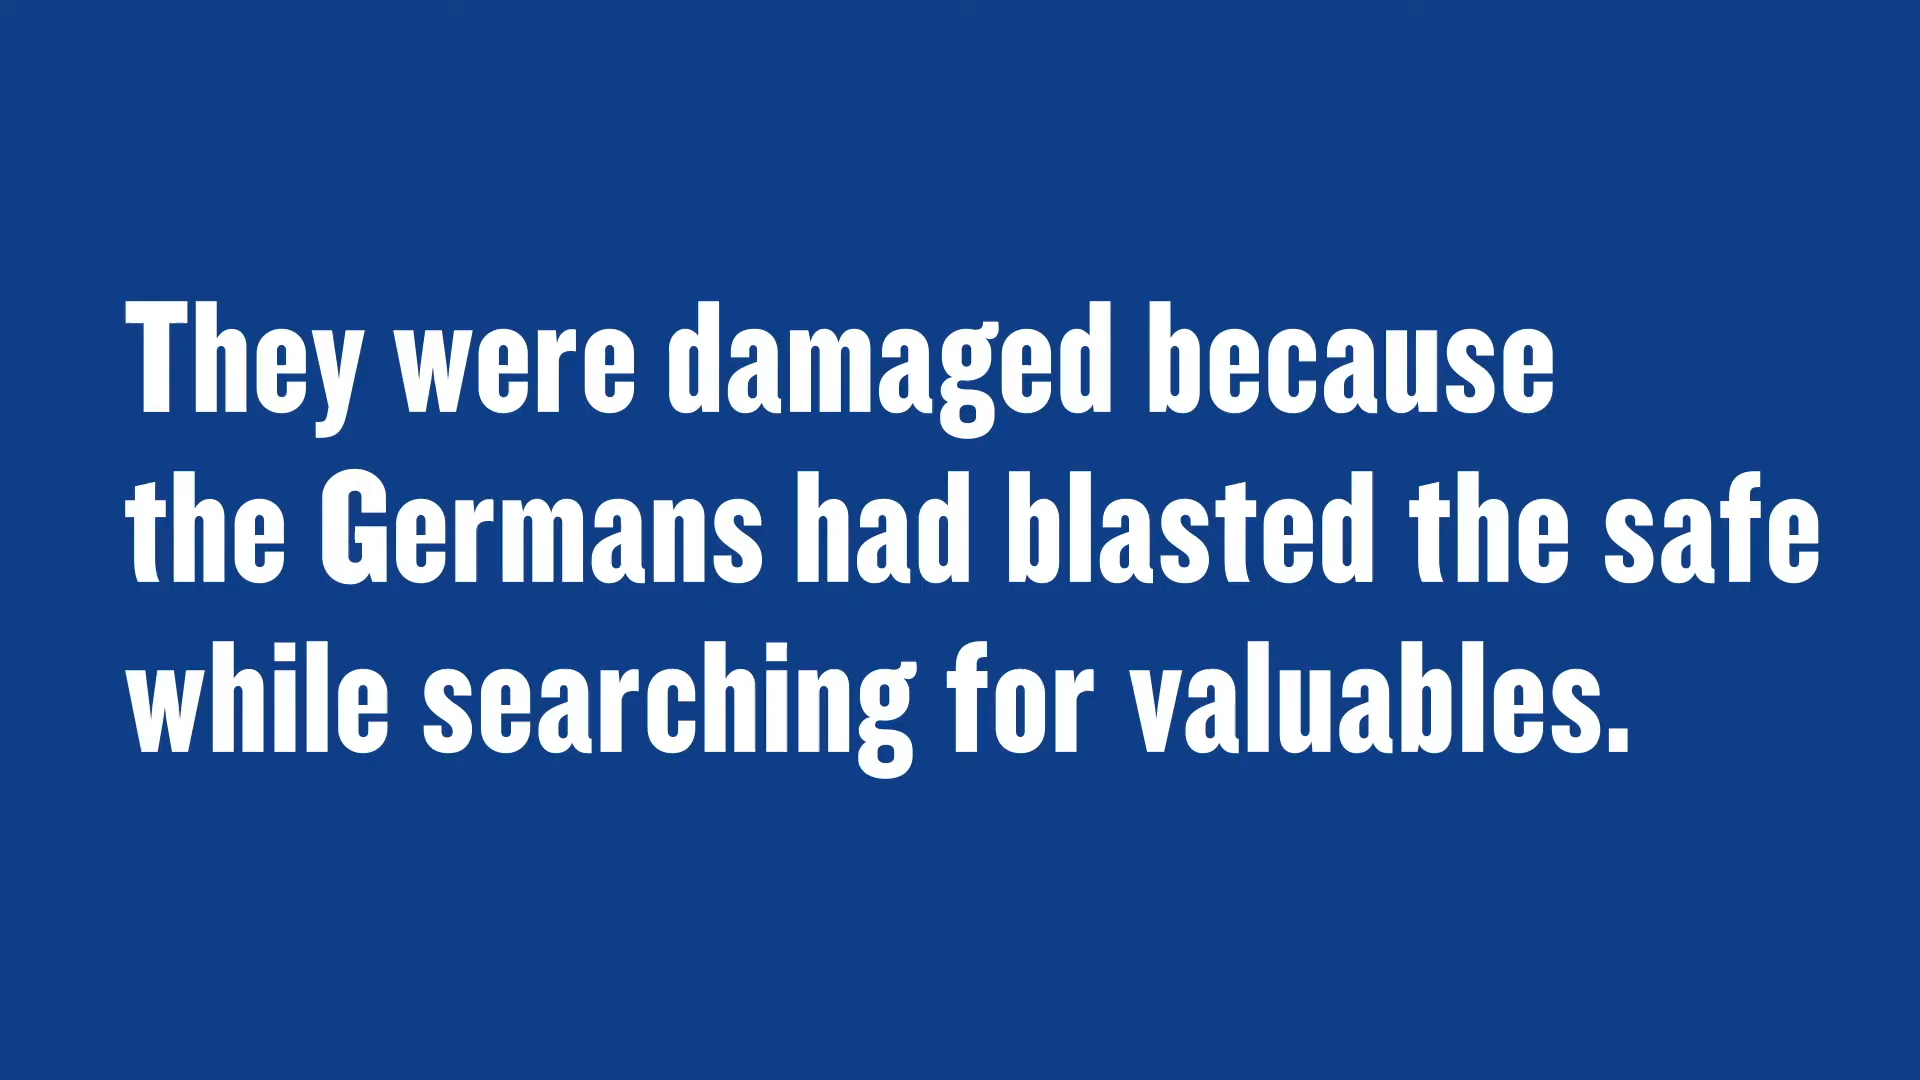 They were damaged because
the Germans had blasted the safe
while searching for valuables.